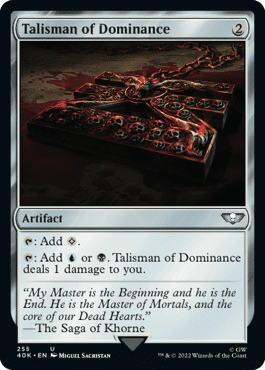 Talisman of Dominance 2
Artifact
: Add .
: Add or . Talisman of Dominance
deals 1 damage to you.
"My Master is the Beginning and he is the
End. He is the Master of Mortals, and the
core of our Dead Hearts."
—The Saga of Khorne
255 U
40K • EN Miguel Sacristan
© GW
™ & © 2022 Wizards of the Coast